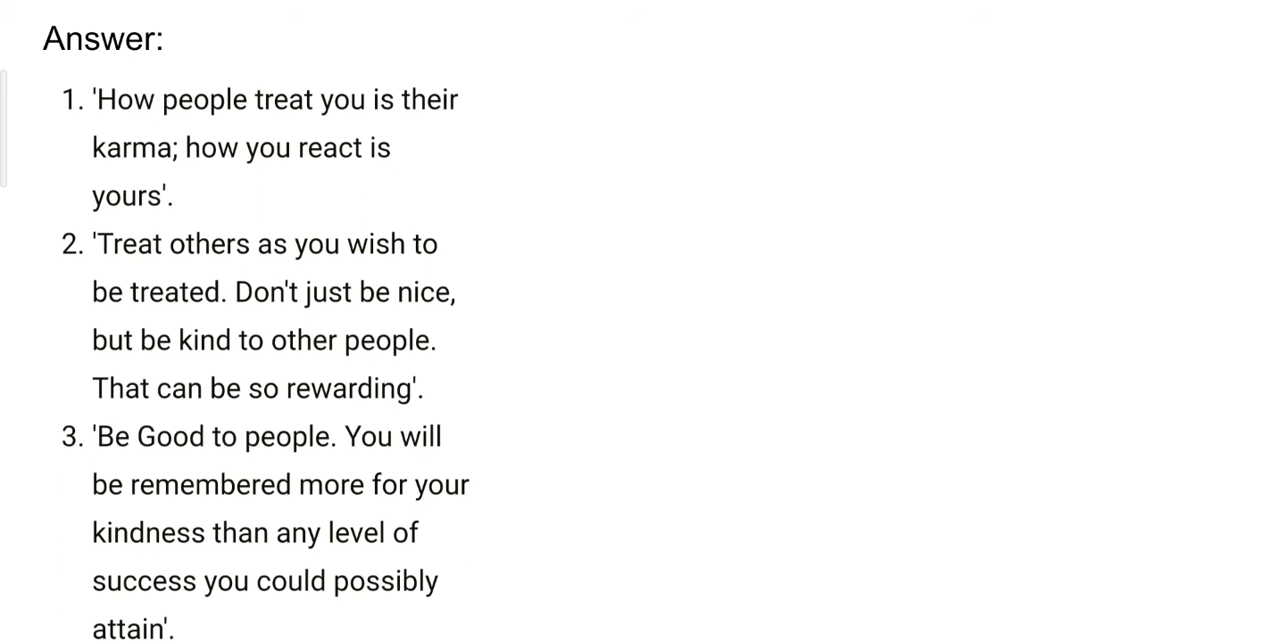 Answer:
1. 'How people treat you is their
karma; how you react is
yours'.
2. 'Treat others as you wish to
be treated. Don't just be nice,
but be kind to other people.
That can be so rewarding'.
3. 'Be Good to people. You will
be remembered more for your
kindness than any level of
success you could possibly
attain'.